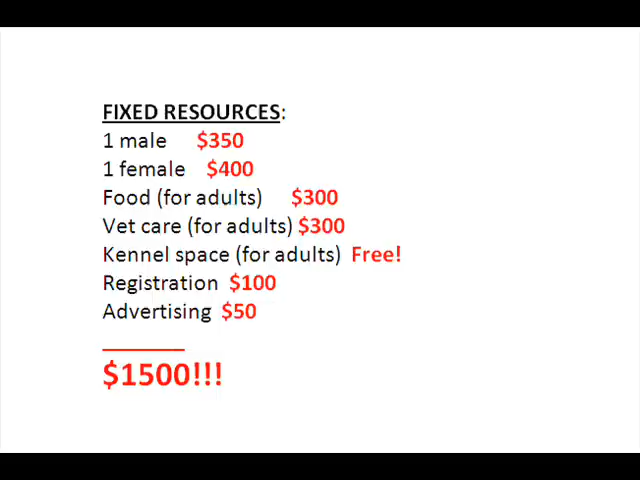 FIXED RESOURCES:
1 male $350
1 female $400
Food (for adults) $300
Vet care (for adults) $300
Kennel space (for adults) Free!
Registration $100
Advertising $50
$1500!!!